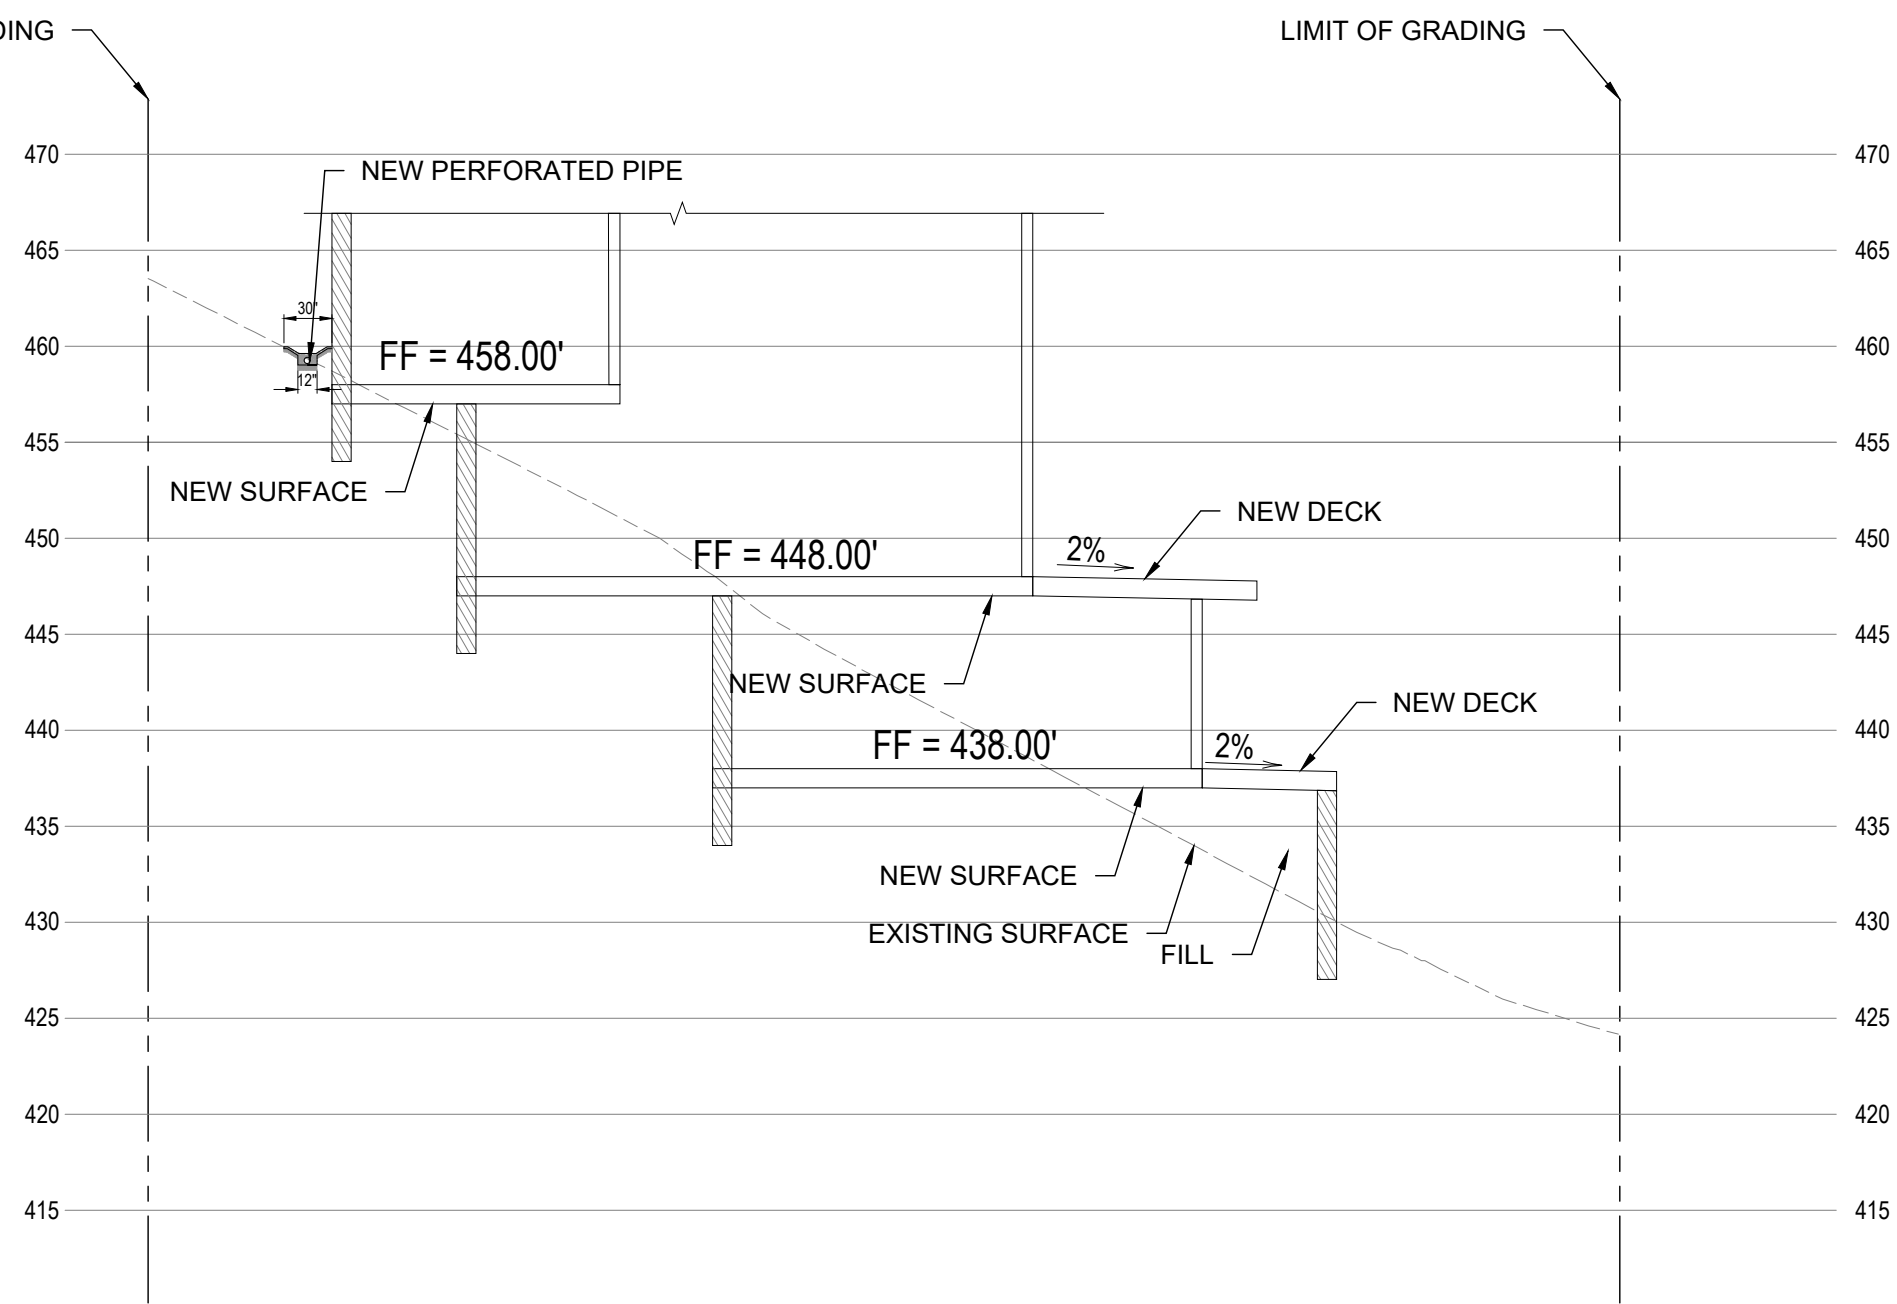 DING
LIMIT OF GRADING
470
NEW PERFORATED PIPE
470
465
465
30"
460
FF = 458.00'
460
12"
455
455
NEW SURFACE
NEW DECK
450
FF = 448.00'
2%
450
445
445
NEW SURFACE
NEW DECK
440
FF = 438.00'
2%
440
435
435
NEW SURFACE
430
EXISTING SURFACE
430
FILL
425
425
420
420
415
415